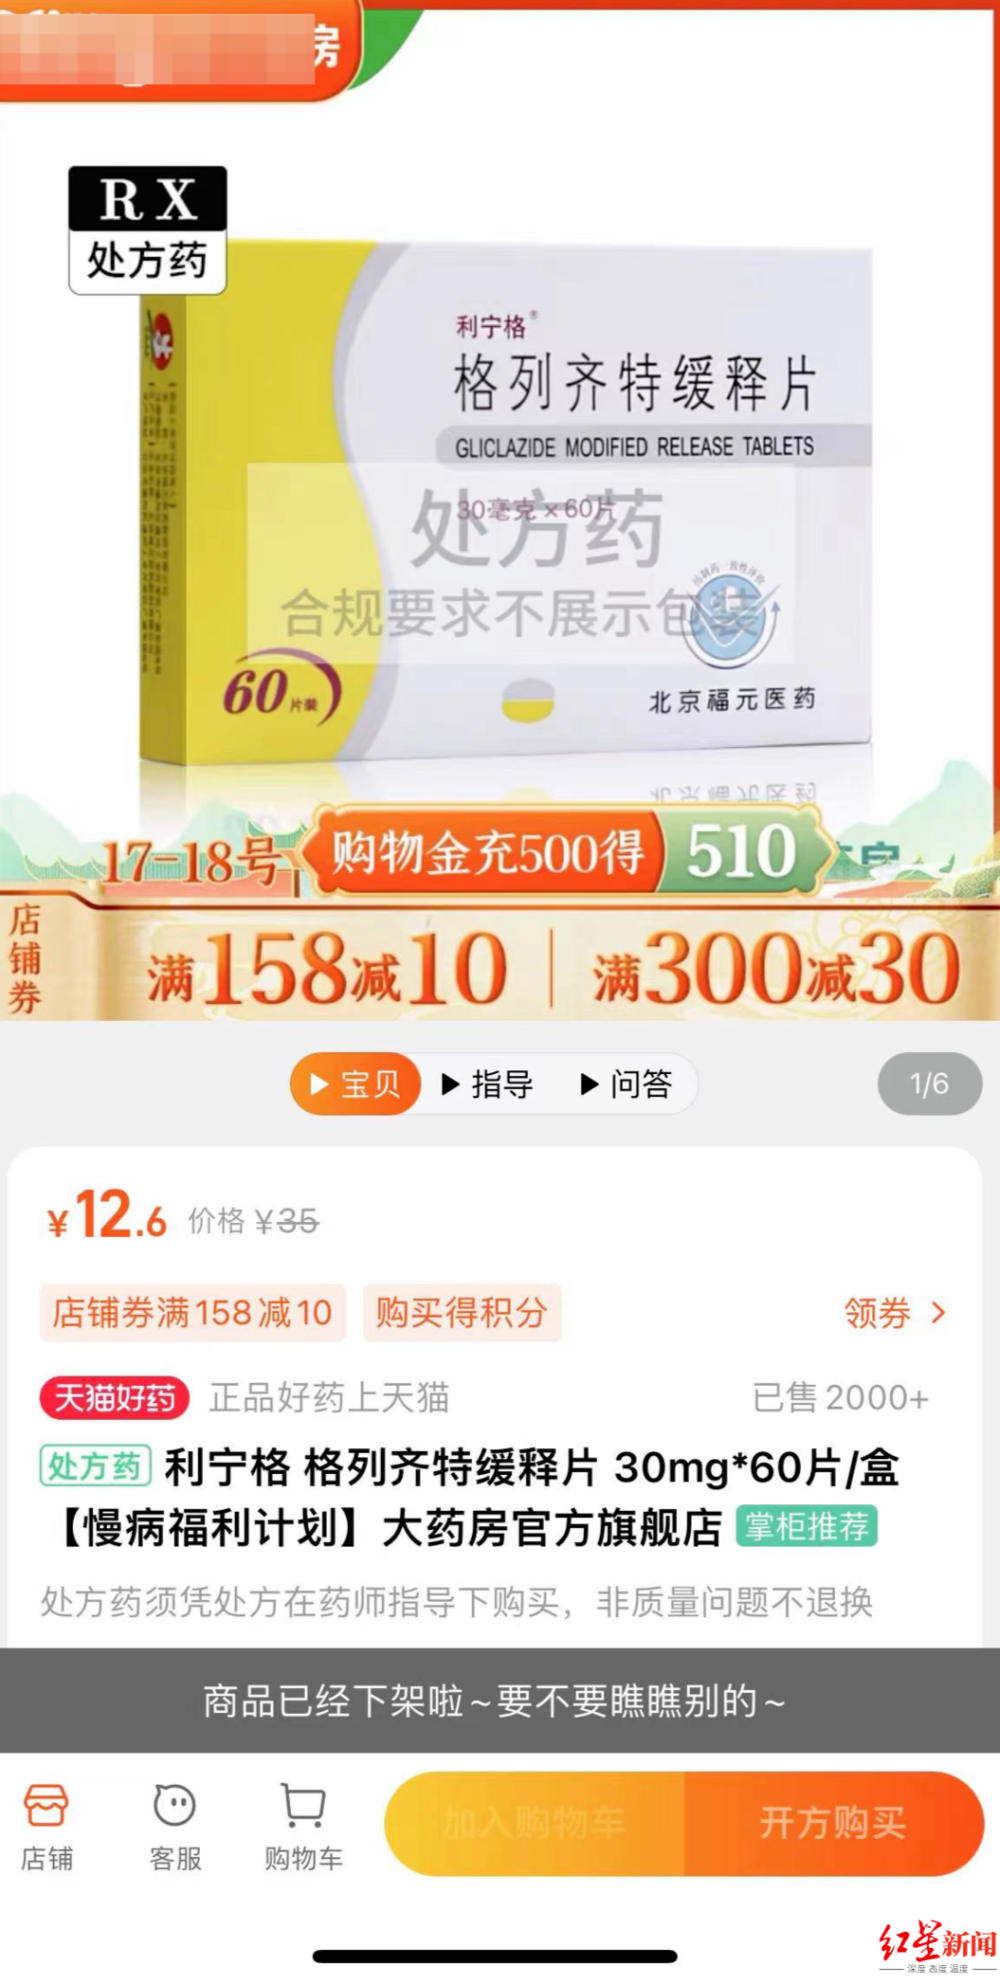 房
RX
处方药
利宁格®
格列齐特缓释片
GLICLAZIDE MODIFIED RELEASE TABLETS
30毫克×60片
处方药
合规要求不展示包装
60片装
北京福元医药
17-18号
购物金充500得
510
店铺券
满158减10
满300减30
宝贝
指导
问答
1/6
¥12.6 价格 ¥35
店铺券满158减10 购买得积分 领券
天猫好药 正品好药上天猫 已售 2000+
处方药 利宁格 格列齐特缓释片 30mg*60片/盒
【慢病福利计划】大药房官方旗舰店 掌柜推荐
处方药须凭处方在药师指导下购买，非质量问题不退换
商品已经下架啦~要不要瞧瞧别的~
店铺
客服
购物车
加入购物车
开方购买
红星新闻
深度 态度 温度